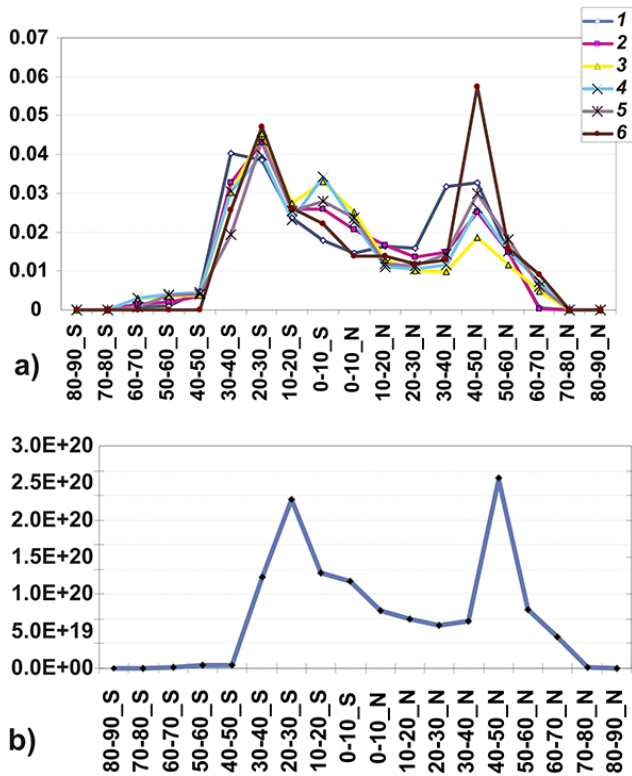 0.07
0.06
0.05
0.04
0.03
0.02
0.01
0
1
2
3
4
5
6
80-90_S
70-80_S
60-70_S
50-60_S
40-50_S
30-40_S
20-30_S
10-20_S
0-10_S
0-10_N
10-20_N
20-30_N
30-40_N
40-50_N
50-60_N
60-70_N
70-80_N
80-90_N
a)
3.0E+20
2.5E+20
2.0E+20
1.5E+20
1.0E+20
5.0E+19
0.0E+00
80-90_S
70-80_S
60-70_S
50-60_S
40-50_S
30-40_S
20-30_S
10-20_S
0-10_S
0-10_N
10-20_N
20-30_N
30-40_N
40-50_N
50-60_N
60-70_N
70-80_N
80-90_N
b)